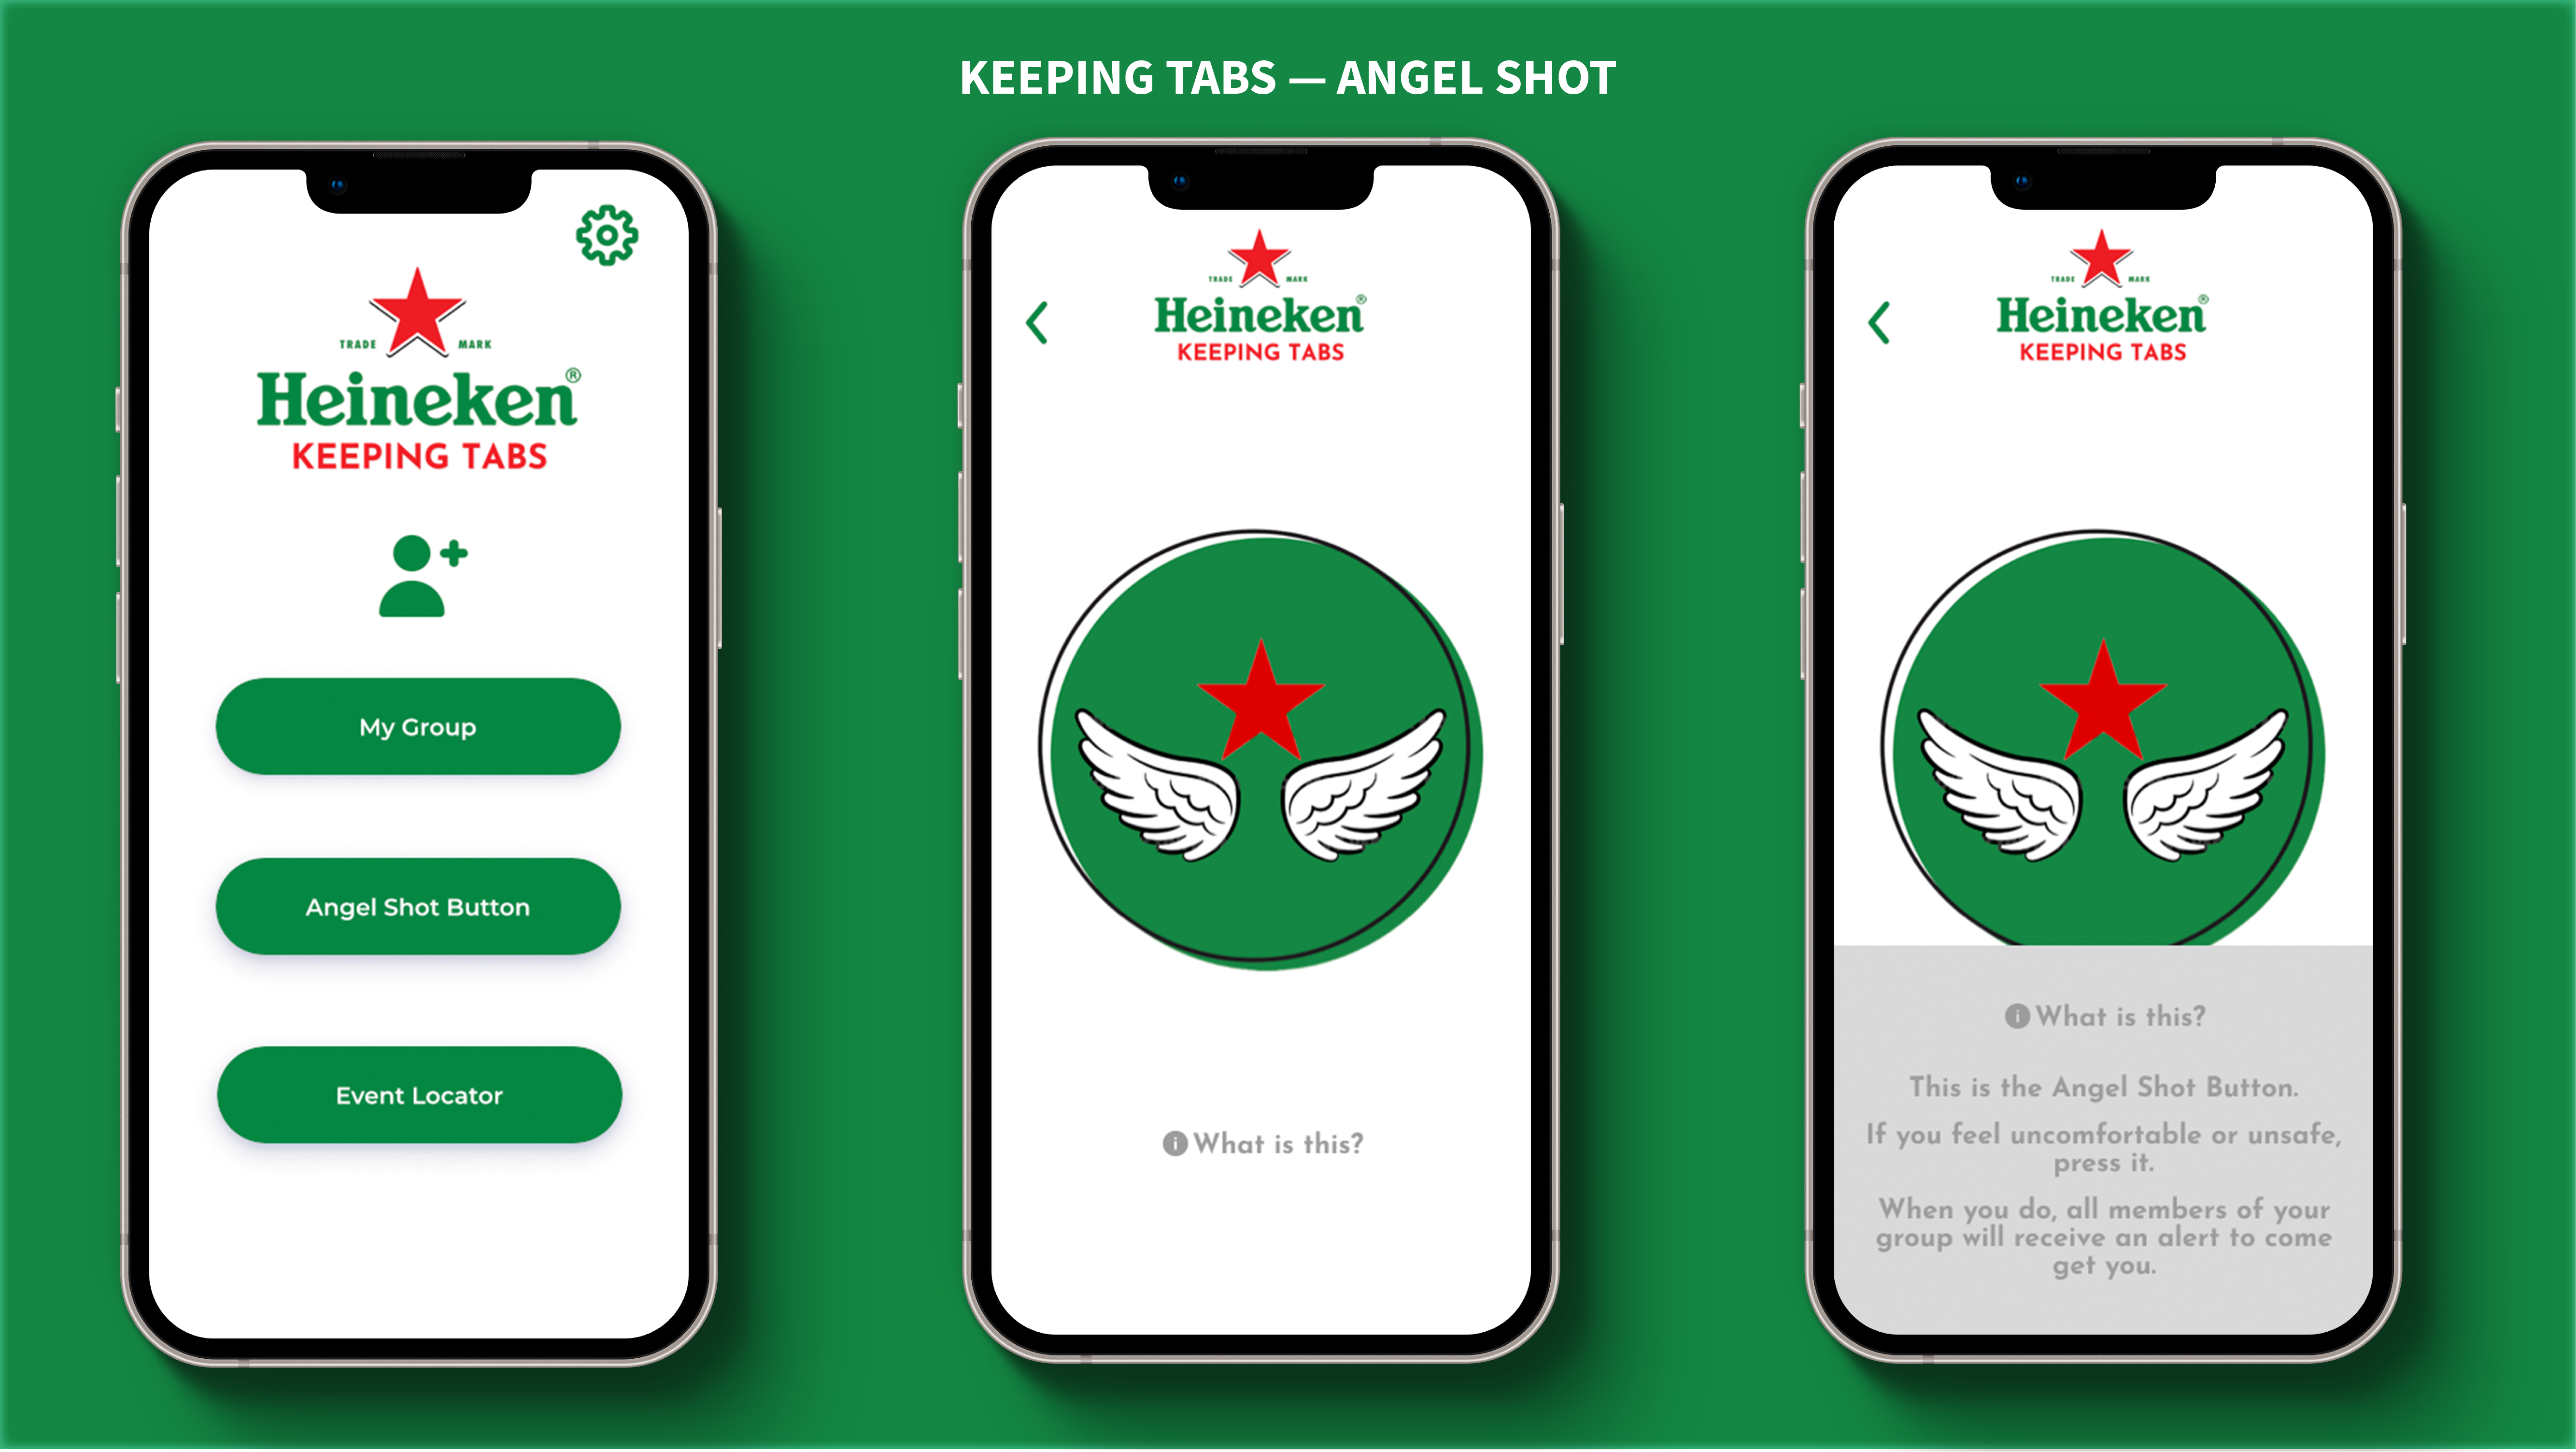 KEEPING TABS — ANGEL SHOT
TRADE MARK
Heineken®
KEEPING TABS
My Group
Angel Shot Button
Event Locator
TRADE MARK
Heineken®
KEEPING TABS
What is this?
TRADE MARK
Heineken®
KEEPING TABS
What is this?
This is the Angel Shot Button.
If you feel uncomfortable or unsafe,
press it.
When you do, all members of your
group will receive an alert to come
get you.